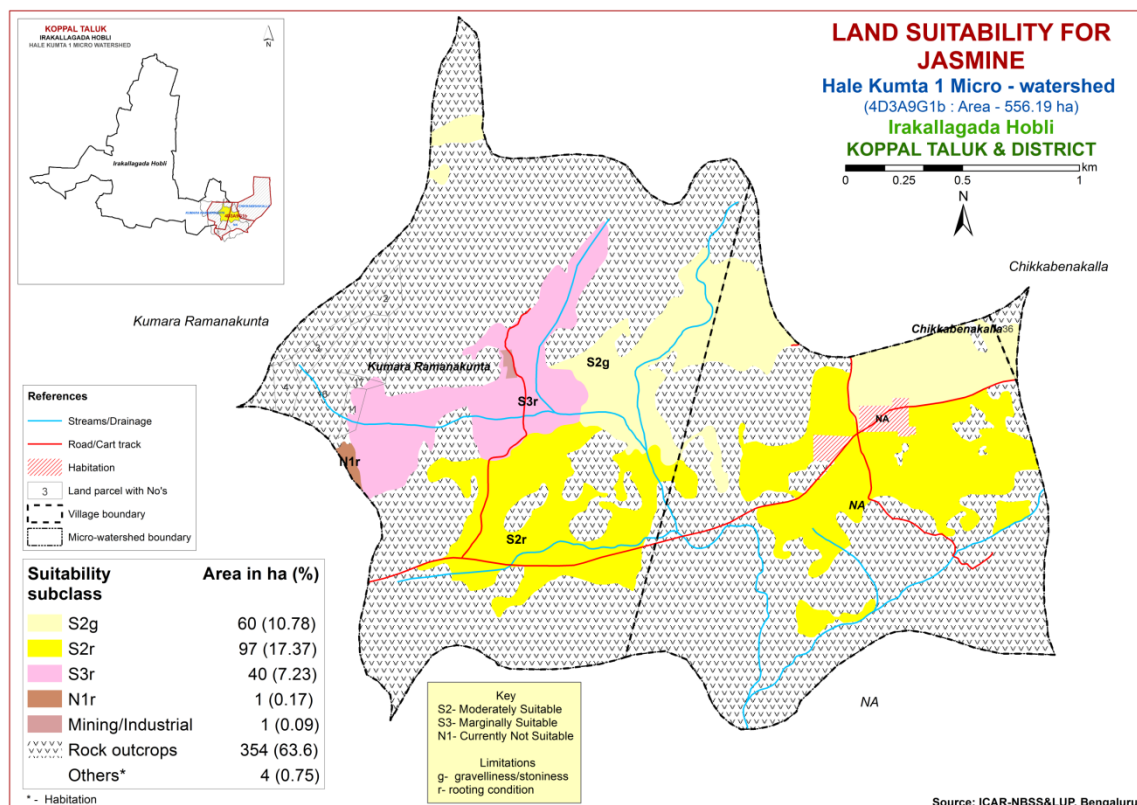 KOPPAL TALUK
IRAKALLAGADA HOBLI
HALE KUMTA 1 MICRO WATERSHED
N
Irakallagada Hobli
LAND SUITABILITY FOR
JASMINE
Hale Kumta 1 Micro - watershed
(4D3A9G1b : Area - 556.19 ha)
Irakallagada Hobli
KOPPAL TALUK & DISTRICT
km
0 0.25 0.5 1
N
Chikkabenakalla
Kumara Ramanakunta
Chikkabenakalla
36
2
3
4
17
11
Kumara Ramanakunta
S2g
S3r
N1r
S2r
NA
NA
NA
References
Streams/Drainage
Road/Cart track
Habitation
3 Land parcel with No's
Village boundary
Micro-watershed boundary
Suitability subclass Area in ha (%)
S2g 60 (10.78)
S2r 97 (17.37)
S3r 40 (7.23)
N1r 1 (0.17)
Mining/Industrial 1 (0.09)
Rock outcrops 354 (63.6)
Others* 4 (0.75)
* - Habitation
Key
S2- Moderately Suitable
S3- Marginally Suitable
N1- Currently Not Suitable
Limitations
g- gravelliness/stoniness
r- rooting condition
Source: ICAR-NBSS&LUP, Bengaluru